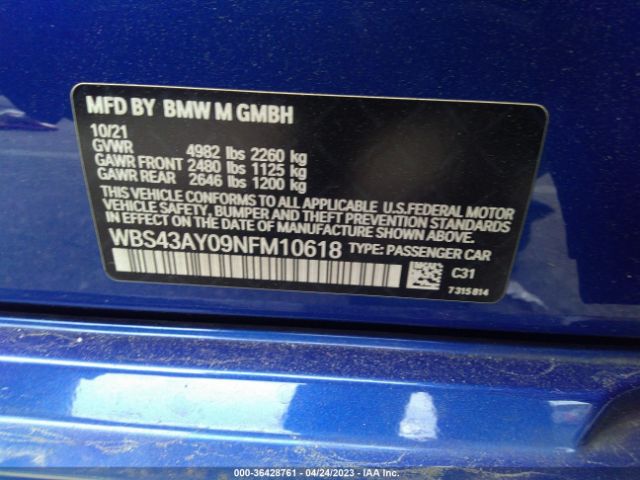 MFD BY BMW M GMBH
10/21
GVWR 4982 lbs 2260 kg
GAWR FRONT 2480 lbs 1125 kg
GAWR REAR 2646 lbs 1200 kg
THIS VEHICLE CONFORMS TO ALL APPLICABLE U.S.FEDERAL MOTOR
VEHICLE SAFETY, BUMPER AND THEFT PREVENTION STANDARDS IN
EFFECT ON THE DATE OF MANUFACTURE SHOWN ABOVE.
WBS43AY09NFM10618 TYPE: PASSENGER CAR
C31
7315814
000-36428761 - 04/24/2023 - IAA Inc.